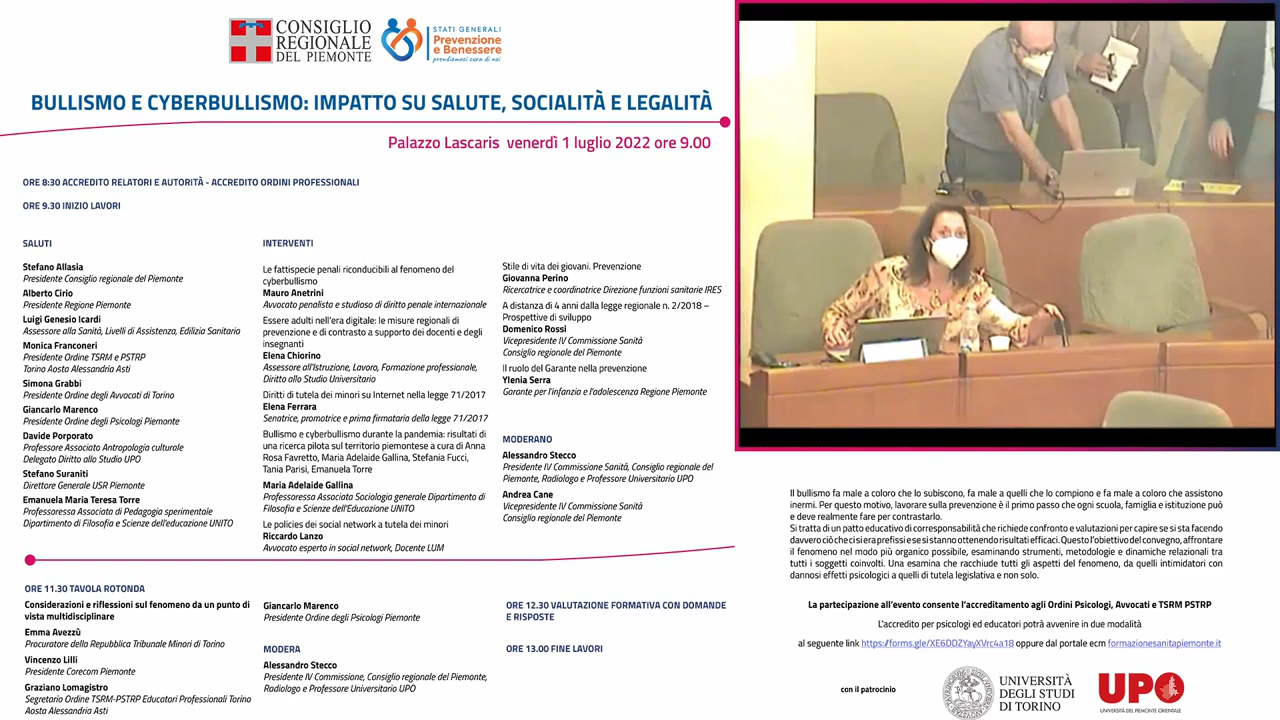 CONSIGLIO
REGIONALE
DEL PIEMONTE
STATI GENERALI
Prevenzione
e Benessere
prendiamoci cura di noi
BULLISMO E CYBERBULLISMO: IMPATTO SU SALUTE, SOCIALITÀ E LEGALITÀ
Palazzo Lascaris venerdì 1 luglio 2022 ore 9.00
ORE 8:30 ACCREDITO RELATORI E AUTORITÀ - ACCREDITO ORDINI PROFESSIONALI
ORE 9.30 INIZIO LAVORI
SALUTI
Stefano Allasia
Presidente Consiglio regionale del Piemonte
Alberto Cirio
Presidente Regione Piemonte
Luigi Genesio Icardi
Assessore alla Sanità, Livelli di Assistenza, Edilizia Sanitaria
Monica Franconeri
Presidente Ordine TSRM e PSTRP
Torino Aosta Alessandria Asti
Simona Grabbi
Presidente Ordine degli Avvocati di Torino
Giancarlo Marenco
Presidente Ordine degli Psicologi Piemonte
Davide Porporato
Professore Associato Antropologia culturale
Delegato Diritto allo Studio UPO
Stefano Suraniti
Direttore Generale USR Piemonte
Emanuela Maria Teresa Torre
Professoressa Associata di Pedagogia sperimentale
Dipartimento di Filosofia e Scienze dell'educazione UNITO
INTERVENTI
Le fattispecie penali riconducibili al fenomeno del
cyberbullismo
Mauro Anetrini
Avvocato penalista e studioso di diritto penale internazionale
Essere adulti nell'era digitale: le misure regionali di
prevenzione e di contrasto a supporto dei docenti e degli
insegnanti
Elena Chiorino
Assessore all'Istruzione, Lavoro, Formazione professionale,
Diritto allo Studio Universitario
Diritti di tutela dei minori su Internet nella legge 71/2017
Elena Ferrara
Senatrice, promotrice e prima firmataria della legge 71/2017
Bullismo e cyberbullismo durante la pandemia: risultati di
una ricerca pilota sul territorio piemontese a cura di Anna
Rosa Favretto, Maria Adelaide Gallina, Stefania Fucci,
Tania Parisi, Emanuela Torre
Maria Adelaide Gallina
Professoressa Associata Sociologia generale Dipartimento di
Filosofia e Scienze dell'educazione UNITO
Le policies dei social network a tutela dei minori
Riccardo Lanzo
Avvocato esperto in social network, Docente LUM
Stile di vita dei giovani. Prevenzione
Giovanna Perino
Ricercatrice e coordinatrice Direzione funzioni sanitarie IRES
A distanza di 4 anni dalla legge regionale n. 2/2018 –
Prospettive di sviluppo
Domenico Rossi
Vicepresidente IV Commissione Sanità
Consiglio regionale del Piemonte
Il ruolo del Garante nella prevenzione
Ylenia Serra
Garante per l'infanzia e l'adolescenza Regione Piemonte
MODERANO
Alessandro Stecco
Presidente IV Commissione Sanità, Consiglio regionale del
Piemonte, Radiologo e Professore Universitario UPO
Andrea Cane
Vicepresidente IV Commissione Sanità
Consiglio regionale del Piemonte
ORE 11.30 TAVOLA ROTONDA
Considerazioni e riflessioni sul fenomeno da un punto di
vista multidisciplinare
Emma Avezzù
Procuratore della Repubblica Tribunale Minori di Torino
Vincenzo Lilli
Presidente Corecom Piemonte
Graziano Lomagistro
Segretario Ordine TSRM-PSTRP Educatori Professionali Torino
Aosta Alessandria Asti
Giancarlo Marenco
Presidente Ordine degli Psicologi Piemonte
MODERA
Alessandro Stecco
Presidente IV Commissione, Consiglio regionale del Piemonte,
Radiologo e Professore Universitario UPO
ORE 12.30 VALUTAZIONE FORMATIVA CON DOMANDE
E RISPOSTE
ORE 13.00 FINE LAVORI
Il bullismo fa male a coloro che lo subiscono, fa male a quelli che lo compiono e fa male a coloro che assistono
inermi. Per questo motivo, lavorare sulla prevenzione è il primo passo che ogni scuola, famiglia e istituzione può
e deve realmente fare per contrastarlo.
Si tratta di un patto educativo di corresponsabilità che richiede confronto e valutazioni per capire se si sta facendo
davvero ciò che ci si era prefissi e se si stanno ottenendo risultati efficaci. Questo l'obiettivo del convegno, affrontare
il fenomeno nel modo più organico possibile, esaminando strumenti, metodologie e dinamiche relazionali tra
tutti i soggetti coinvolti. Una esamina che racchiude tutti gli aspetti del fenomeno, da quelli intimidatori con
dannosi effetti psicologici a quelli di tutela legislativa e non solo.
La partecipazione all'evento consente l'accreditamento agli Ordini Psicologi, Avvocati e TSRM PSTRP
L'accredito per psicologi ed educatori potrà avvenire in due modalità
al seguente link https://forms.gle/XE6DDZYayXVrc4a18 oppure dal portale ecm formazionesanitapiemonte.it
con il patrocinio
UNIVERSITÀ
DEGLI STUDI
DI TORINO
UPO
UNIVERSITÀ DEL PIEMONTE ORIENTALE